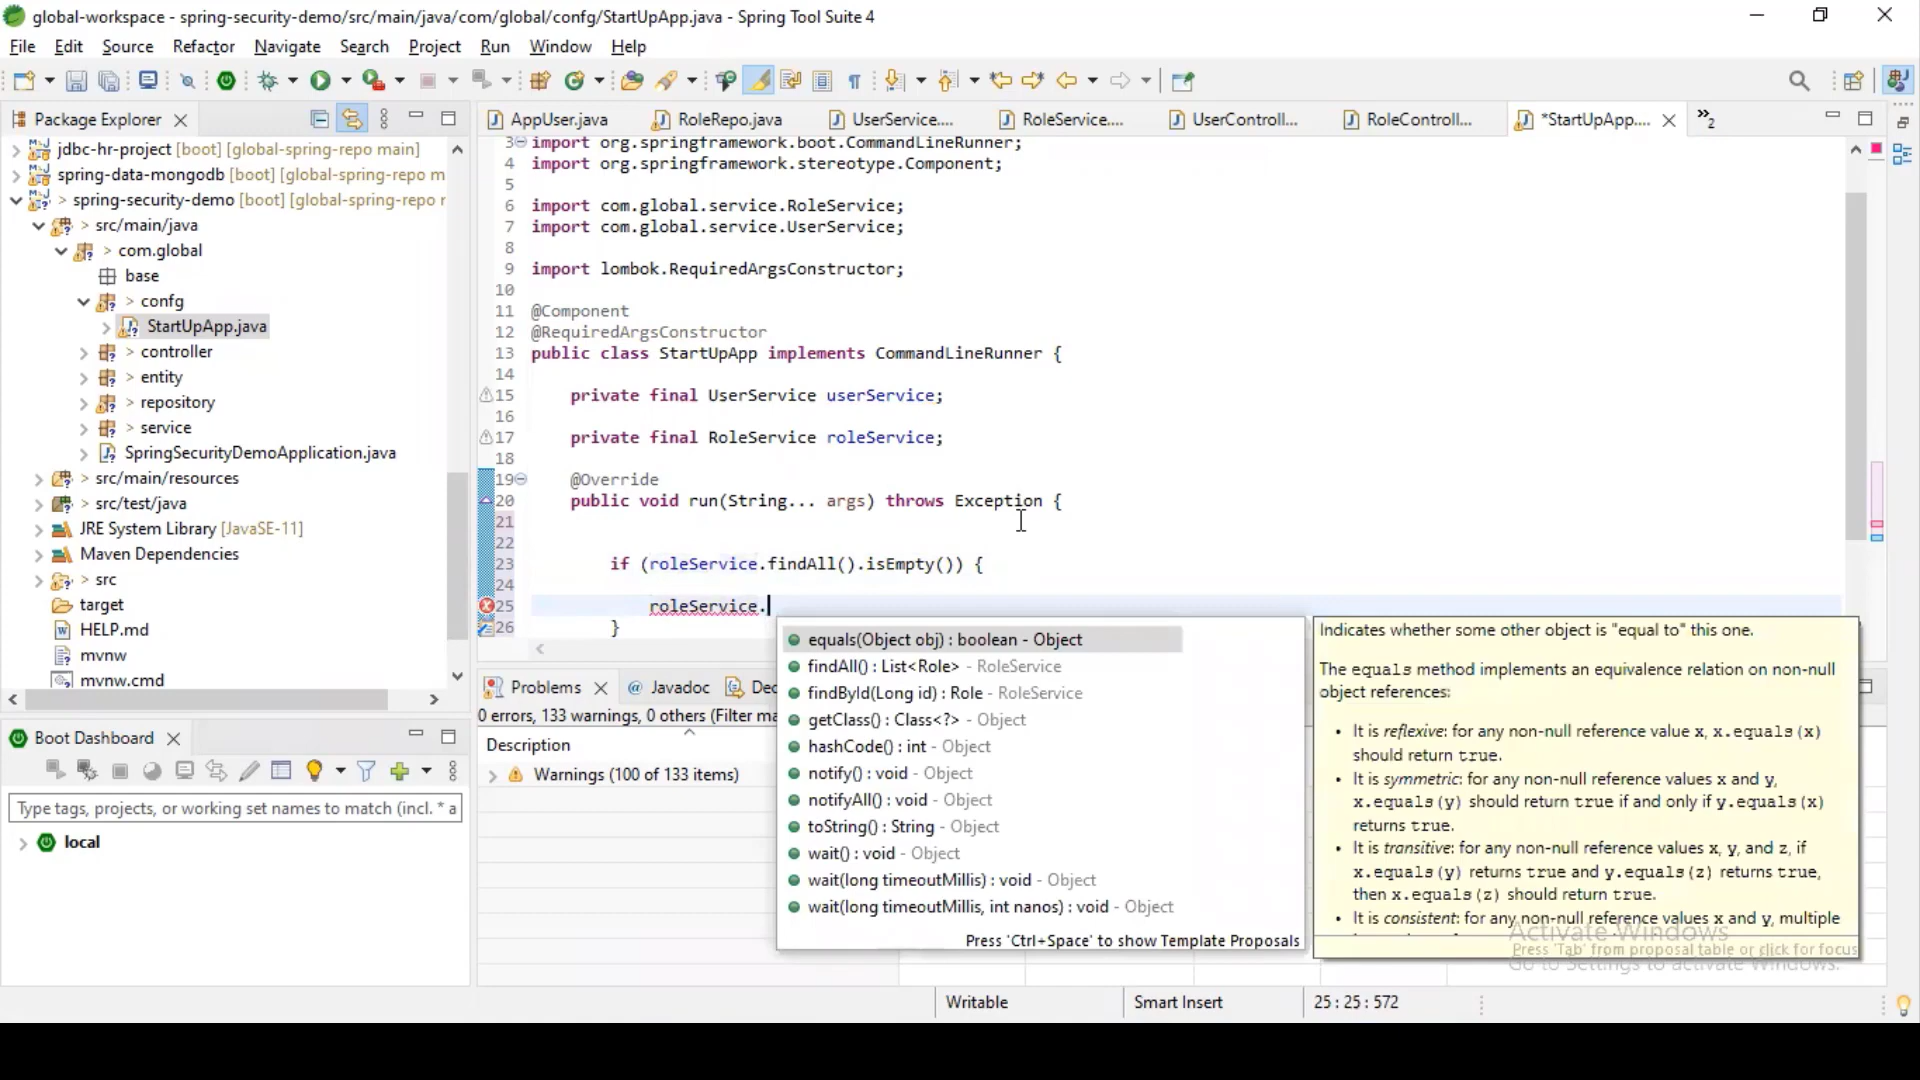 global-workspace - spring-security-demo/src/main/java/com/global/confg/StartUpApp.java - Spring Tool Suite 4
File Edit Source Refactor Navigate Search Project Run Window Help
Package Explorer
jdbc-hr-project [boot] [global-spring-repo main]
spring-data-mongodb [boot] [global-spring-repo m
> spring-security-demo [boot] [global-spring-repo r
> src/main/java
> com.global
base
> confg
StartUpApp.java
> controller
> entity
> repository
> service
SpringSecurityDemoApplication.java
> src/main/resources
> src/test/java
JRE System Library [JavaSE-11]
Maven Dependencies
> src
target
HELP.md
mvnw
mvnw.cmd
Boot Dashboard
Type tags, projects, or working set names to match (incl. * a
local
AppUser.java RoleRepo.java UserService.... RoleService.... UserControll... RoleControll... *StartUpApp.... »2
3 import org.springframework.boot.CommandLineRunner;
4 import org.springframework.stereotype.Component;
5
6 import com.global.service.RoleService;
7 import com.global.service.UserService;
8
9 import lombok.RequiredArgsConstructor;
10
11 @Component
12 @RequiredArgsConstructor
13 public class StartUpApp implements CommandLineRunner {
14
15 private final UserService userService;
16
17 private final RoleService roleService;
18
19 @Override
20 public void run(String... args) throws Exception {
21
22
23 if (roleService.findAll().isEmpty()) {
24
25 roleService.
26 }
equals(Object obj) : boolean - Object
findAll() : List<Role> - RoleService
findById(Long id) : Role - RoleService
getClass() : Class<?> - Object
hashCode() : int - Object
notify() : void - Object
notifyAll() : void - Object
toString() : String - Object
wait() : void - Object
wait(long timeoutMillis) : void - Object
wait(long timeoutMillis, int nanos) : void - Object
Press 'Ctrl+Space' to show Template Proposals
Indicates whether some other object is "equal to" this one.
The equals method implements an equivalence relation on non-null
object references:
• It is reflexive: for any non-null reference value x, x.equals(x)
should return true.
• It is symmetric: for any non-null reference values x and y,
x.equals(y) should return true if and only if y.equals(x)
returns true.
• It is transitive: for any non-null reference values x, y, and z, if
x.equals(y) returns true and y.equals(z) returns true,
then x.equals(z) should return true.
• It is consistent: for any non-null reference values x and y, multiple
Press 'Tab' from proposal table or click for focus
Activate Windows
Go to Settings to activate Windows.
Problems @ Javadoc Dec
0 errors, 133 warnings, 0 others (Filter ma
Description
Warnings (100 of 133 items)
Writable Smart Insert 25 : 25 : 572